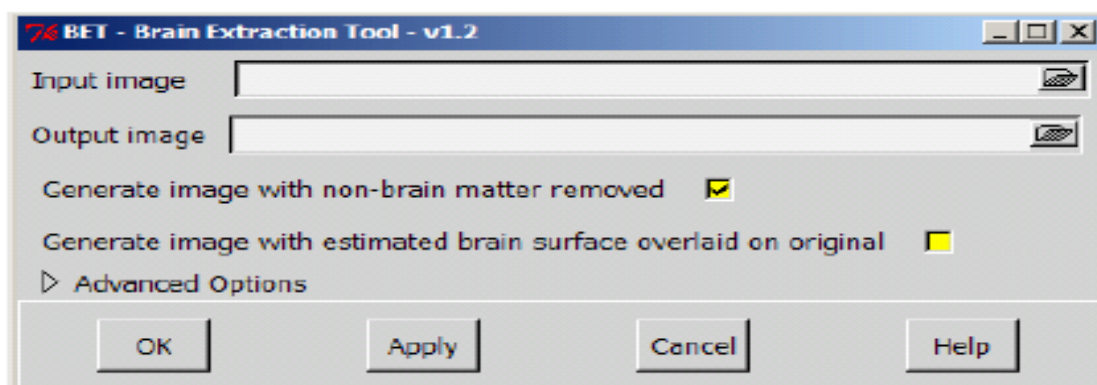 BET - Brain Extraction Tool - v1.2
Input image
Output image
Generate image with non-brain matter removed
Generate image with estimated brain surface overlaid on original
Advanced Options
OK Apply Cancel Help